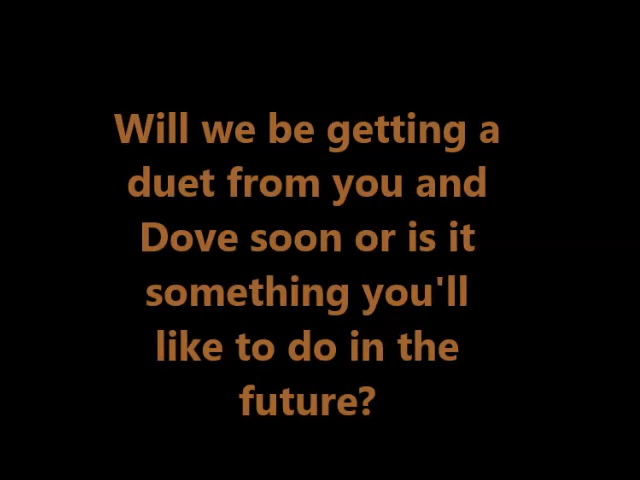 Will we be getting a
duet from you and
Dove soon or is it
something you'll
like to do in the
future?